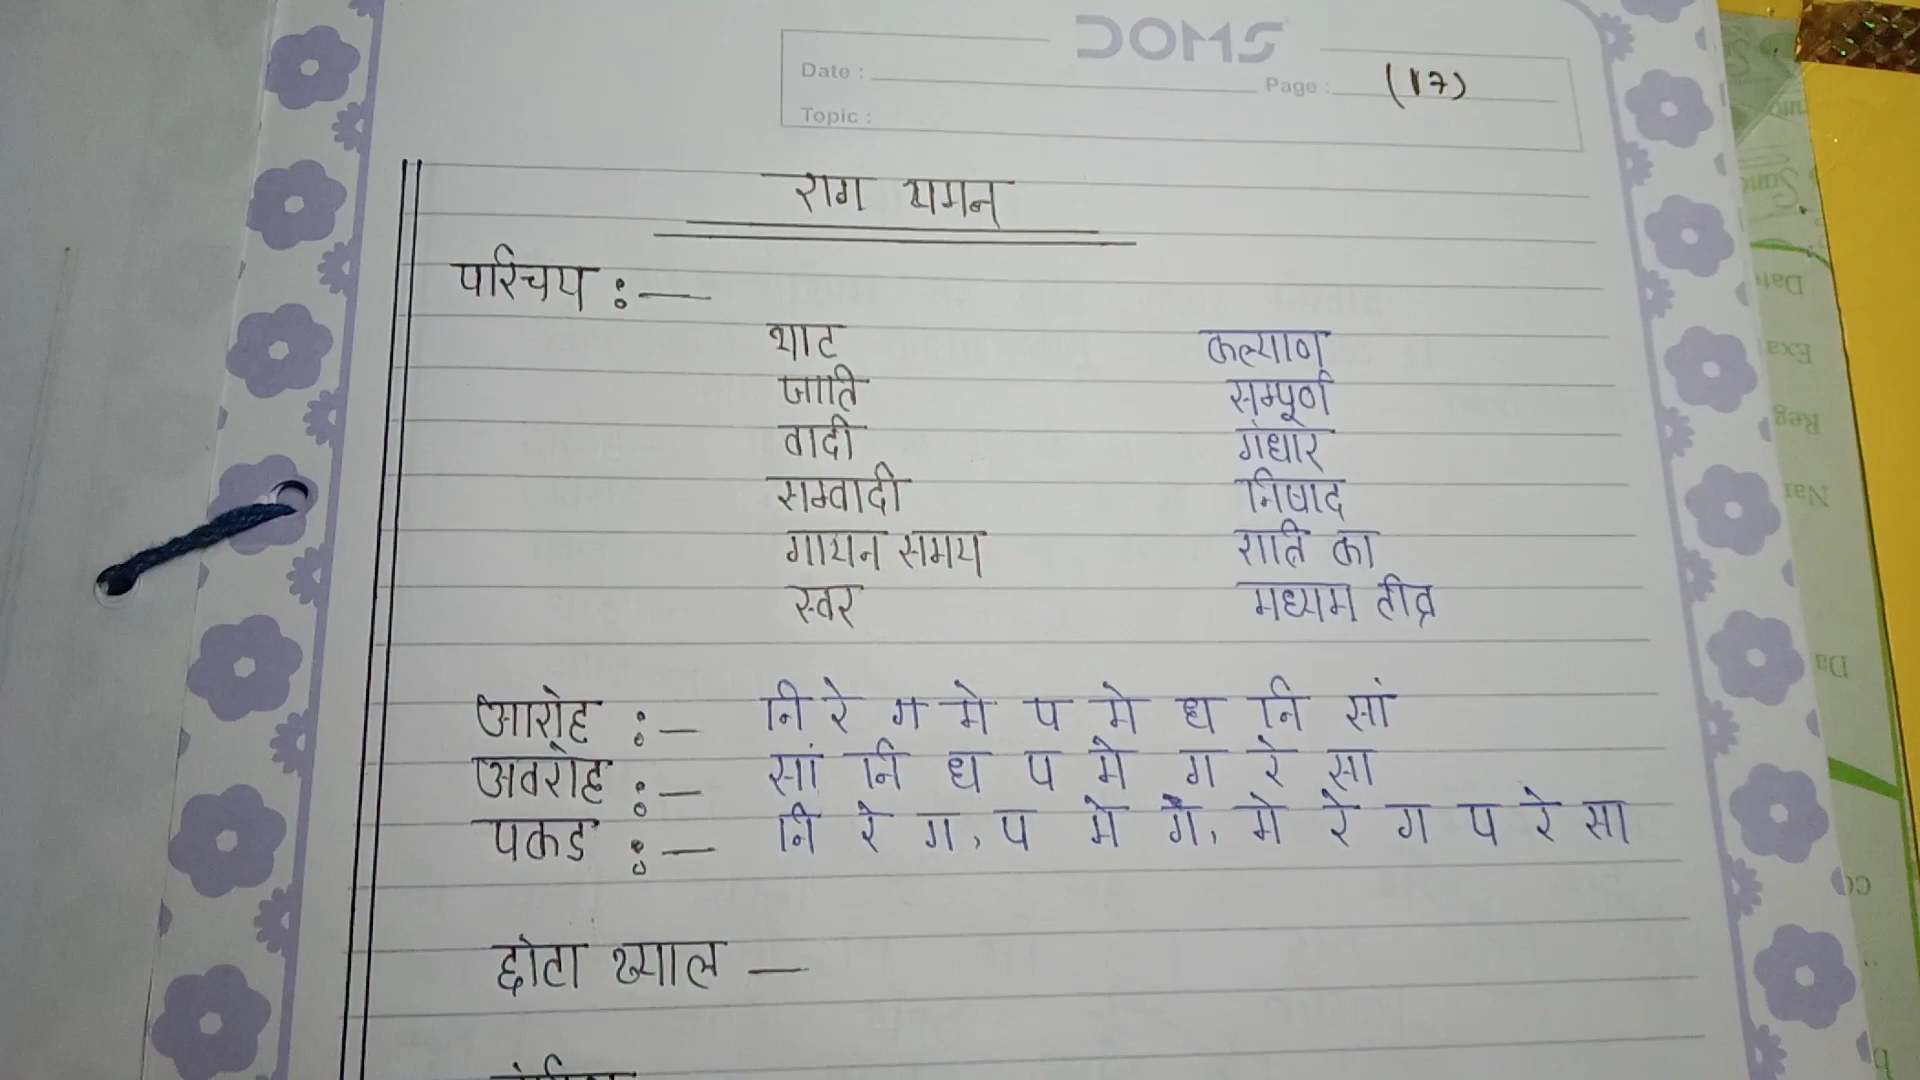 DOMS
Date :
Page : (17)
Topic :
राग यमन
परिचय :—
थाट कल्याण
जाति सम्पूर्ण
वादी गंधार
सम्वादी निषाद
गायन समय रात्रि का
स्वर मध्यम तीव्र
आरोह :— नि रे ग मे प मे ध नि सां
अवरोह :— सां नि ध प मे ग रे सा
पकड :— नि रे ग, प मे ग, मे रे ग प रे सा
छोटा ख्याल —